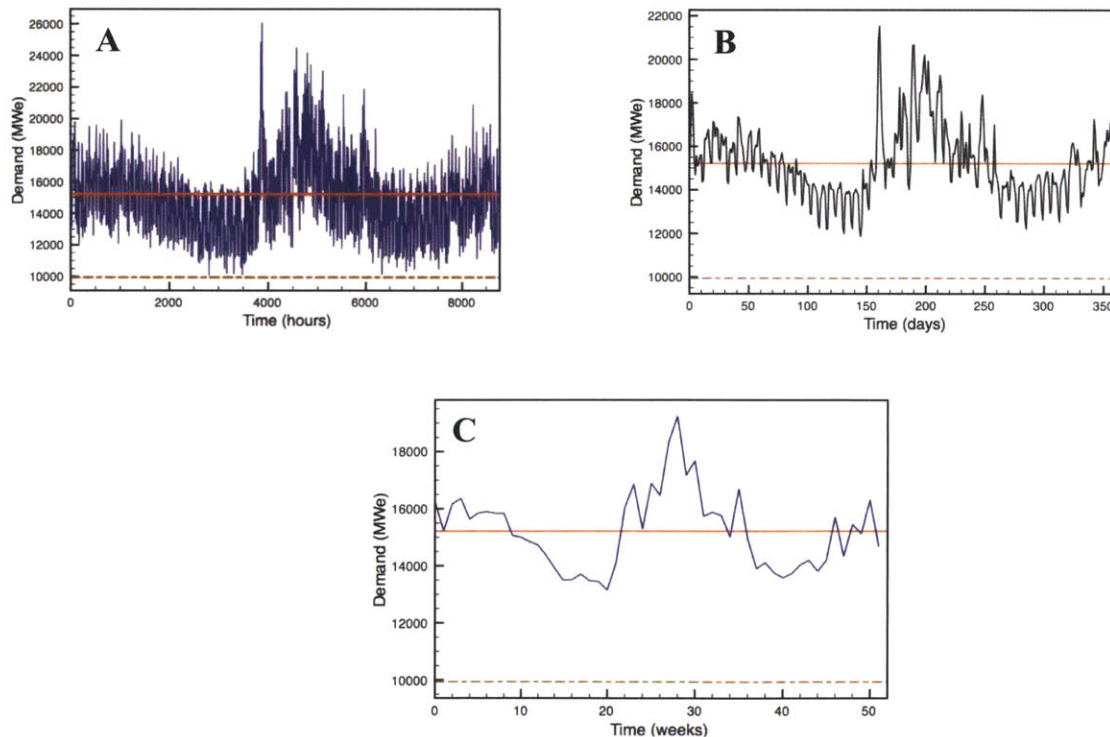 A
Demand (MWe)
26000
24000
22000
20000
18000
16000
14000
12000
10000
0 2000 4000 6000 8000
Time (hours)
B
Demand (MWe)
22000
20000
18000
16000
14000
12000
10000
0 50 100 150 200 250 300 350
Time (days)
C
Demand (MWe)
18000
16000
14000
12000
10000
0 10 20 30 40 50
Time (weeks)